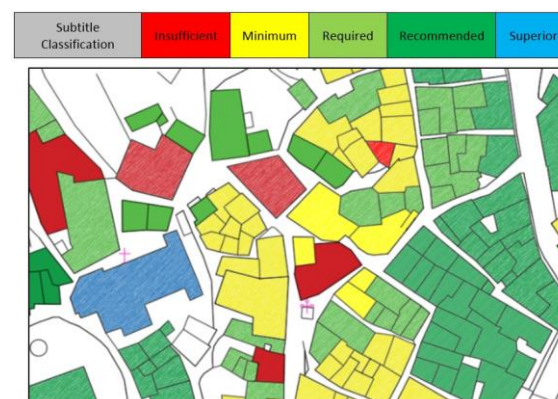 Subtitle
Classification
Insufficient
Minimum
Required
Recommended
Superior